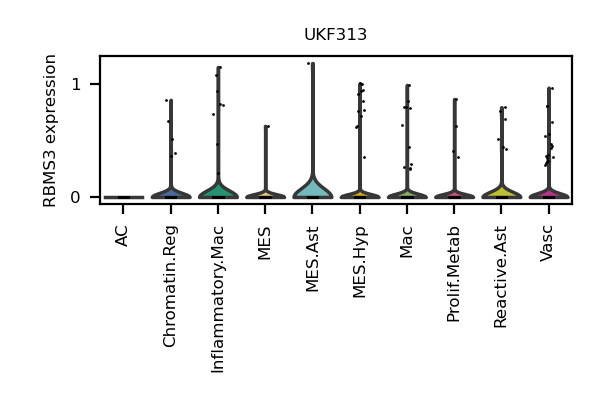 UKF313
RBMS3 expression
1
0
AC
Chromatin.Reg
Inflammatory.Mac
MES
MES.Ast
MES.Hyp
Mac
Prolif.Metab
Reactive.Ast
Vasc